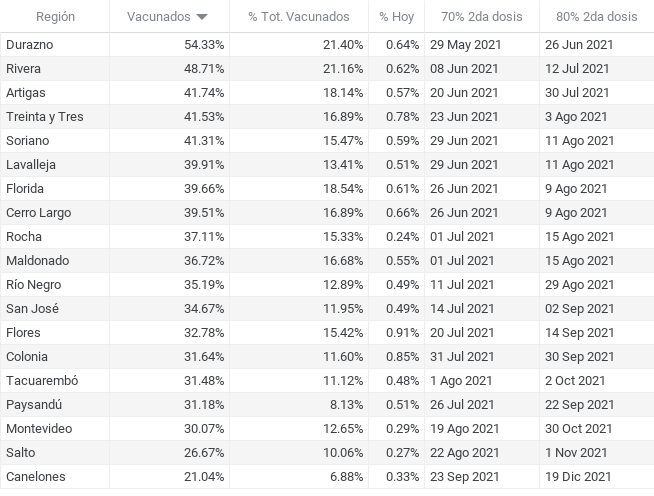 Región Vacunados % Tot. Vacunados % Hoy 70% 2da dosis 80% 2da dosis
Durazno 54.33% 21.40% 0.64% 29 May 2021 26 Jun 2021
Rivera 48.71% 21.16% 0.62% 08 Jun 2021 12 Jul 2021
Artigas 41.74% 18.14% 0.57% 20 Jun 2021 30 Jul 2021
Treinta y Tres 41.53% 16.89% 0.78% 23 Jun 2021 3 Ago 2021
Soriano 41.31% 15.47% 0.59% 29 Jun 2021 11 Ago 2021
Lavalleja 39.91% 13.41% 0.51% 29 Jun 2021 11 Ago 2021
Florida 39.66% 18.54% 0.61% 26 Jun 2021 9 Ago 2021
Cerro Largo 39.51% 16.89% 0.66% 26 Jun 2021 9 Ago 2021
Rocha 37.11% 15.33% 0.24% 01 Jul 2021 15 Ago 2021
Maldonado 36.72% 16.68% 0.55% 01 Jul 2021 15 Ago 2021
Río Negro 35.19% 12.89% 0.49% 11 Jul 2021 29 Ago 2021
San José 34.67% 11.95% 0.49% 14 Jul 2021 02 Sep 2021
Flores 32.78% 15.42% 0.91% 20 Jul 2021 14 Sep 2021
Colonia 31.64% 11.60% 0.85% 31 Jul 2021 30 Sep 2021
Tacuarembó 31.48% 11.12% 0.48% 1 Ago 2021 2 Oct 2021
Paysandú 31.18% 8.13% 0.51% 26 Jul 2021 22 Sep 2021
Montevideo 30.07% 12.65% 0.29% 19 Ago 2021 30 Oct 2021
Salto 26.67% 10.06% 0.27% 22 Ago 2021 1 Nov 2021
Canelones 21.04% 6.88% 0.33% 23 Sep 2021 19 Dic 2021